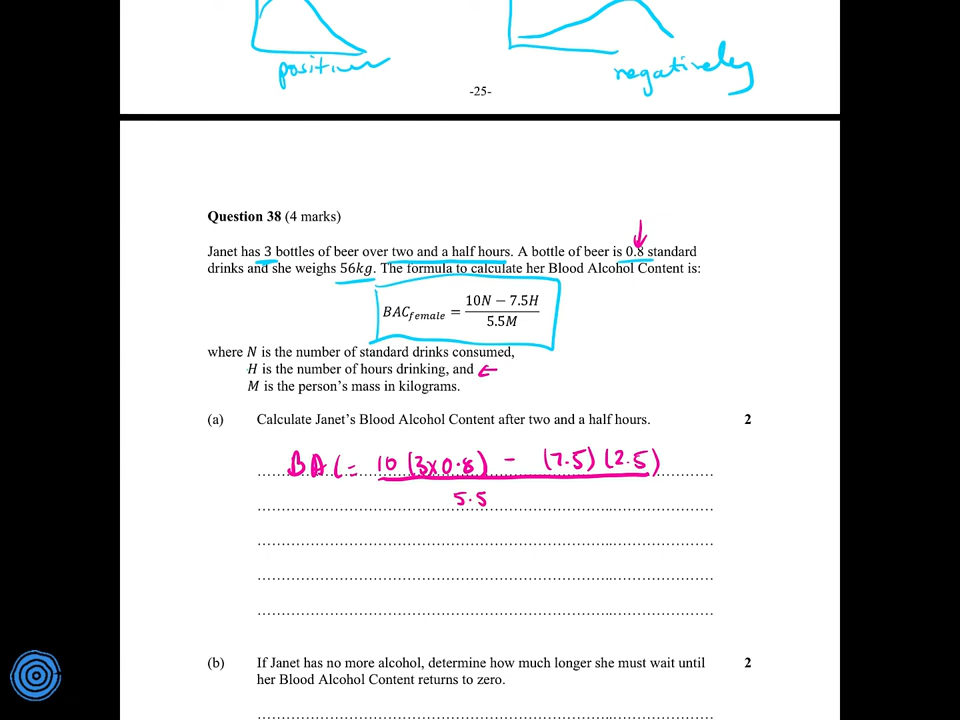 positive
negatively
-25-
Question 38 (4 marks)
Janet has 3 bottles of beer over two and a half hours. A bottle of beer is 0.8 standard
drinks and she weighs 56kg. The formula to calculate her Blood Alcohol Content is:
BAC_female = (10N − 7.5H) / 5.5M
where N is the number of standard drinks consumed,
H is the number of hours drinking, and
M is the person's mass in kilograms.
(a) Calculate Janet's Blood Alcohol Content after two and a half hours. 2
BAC = 10 (3×0.8) − (7.5)(2.5)
5.5
(b) If Janet has no more alcohol, determine how much longer she must wait until 2
her Blood Alcohol Content returns to zero.